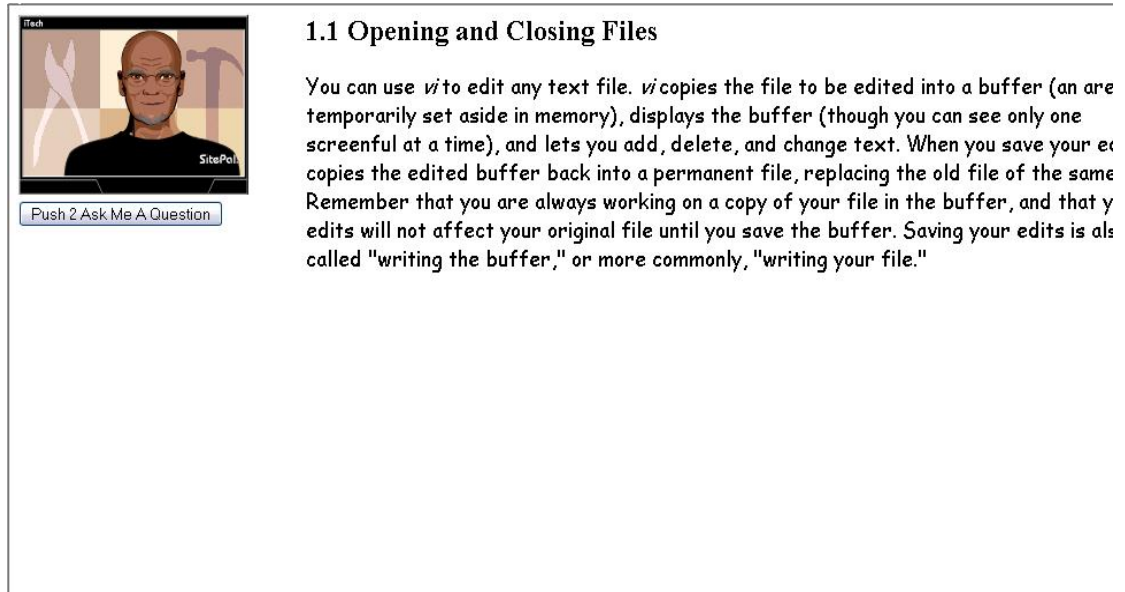 iTech
SitePal
Push 2 Ask Me A Question
1.1 Opening and Closing Files
You can use vi to edit any text file. vi copies the file to be edited into a buffer (an are
temporarily set aside in memory), displays the buffer (though you can see only one
screenful at a time), and lets you add, delete, and change text. When you save your
copies the edited buffer back into a permanent file, replacing the old file of the same
Remember that you are always working on a copy of your file in the buffer, and that y
edits will not affect your original file until you save the buffer. Saving your edits is als
called "writing the buffer," or more commonly, "writing your file."